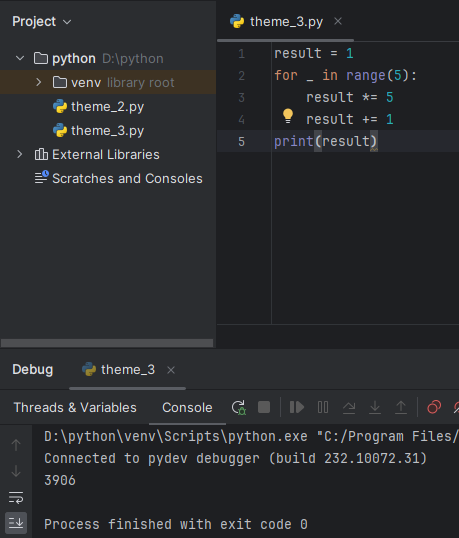 Project
python D:\python
venv library root
theme_2.py
theme_3.py
External Libraries
Scratches and Consoles
theme_3.py
1 result = 1
2 for _ in range(5):
3 result *= 5
4 result += 1
5 print(result)
Debug theme_3
Threads & Variables Console
D:\python\venv\Scripts\python.exe "C:/Program Files/
Connected to pydev debugger (build 232.10072.31)
3906
Process finished with exit code 0